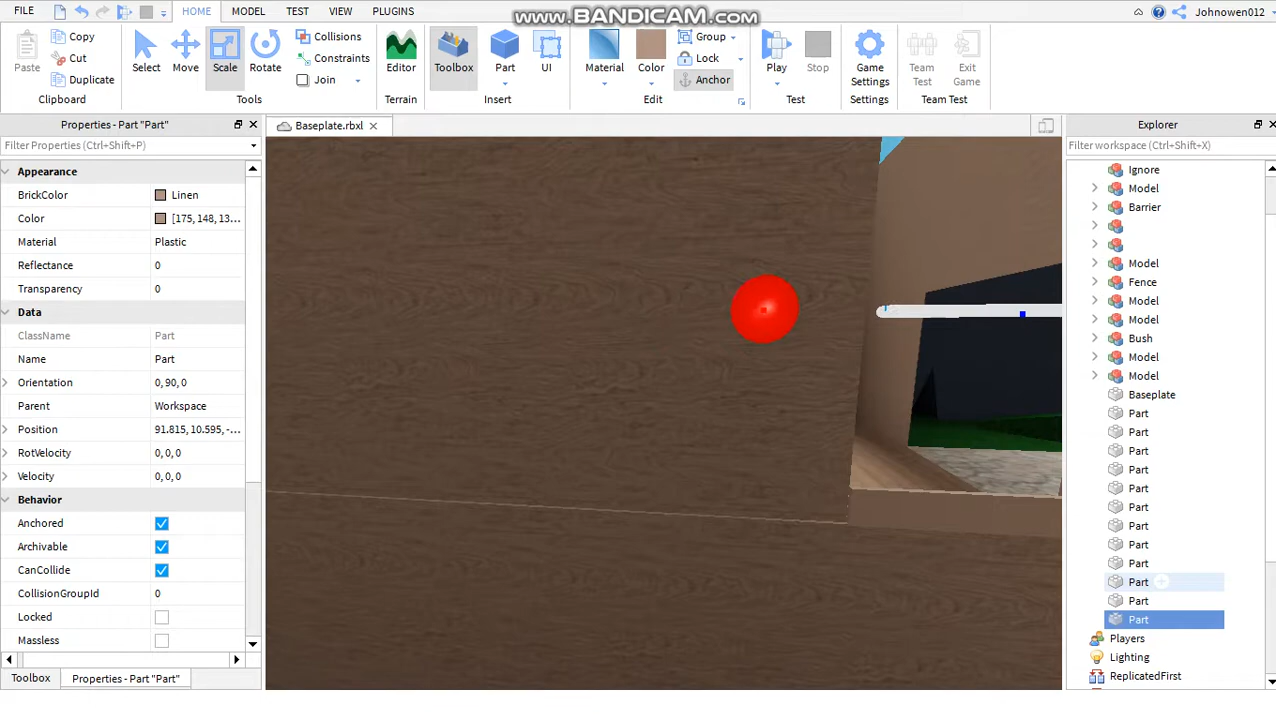 www.BANDICAM.com
FILE HOME MODEL TEST VIEW PLUGINS Johnowen012
Paste Copy Cut Duplicate Clipboard
Select Move Scale Rotate Collisions Constraints Join Tools
Editor Terrain
Toolbox Part UI Insert
Material Color Group Lock Anchor Edit
Play Stop Test
Game Settings Settings
Team Test Exit Game Team Test
Properties - Part "Part"
Filter Properties (Ctrl+Shift+P)
Appearance
BrickColor Linen
Color [175, 148, 13...
Material Plastic
Reflectance 0
Transparency 0
Data
ClassName Part
Name Part
Orientation 0, 90, 0
Parent Workspace
Position 91.815, 10.595, -...
RotVelocity 0, 0, 0
Velocity 0, 0, 0
Behavior
Anchored
Archivable
CanCollide
CollisionGroupId 0
Locked
Massless
Toolbox Properties - Part "Part"
Baseplate.rbxl
Explorer
Filter workspace (Ctrl+Shift+X)
Ignore
Model
Barrier
Model
Fence
Model
Model
Bush
Model
Model
Baseplate
Part
Part
Part
Part
Part
Part
Part
Part
Part
Part
Part
Part
Players
Lighting
ReplicatedFirst